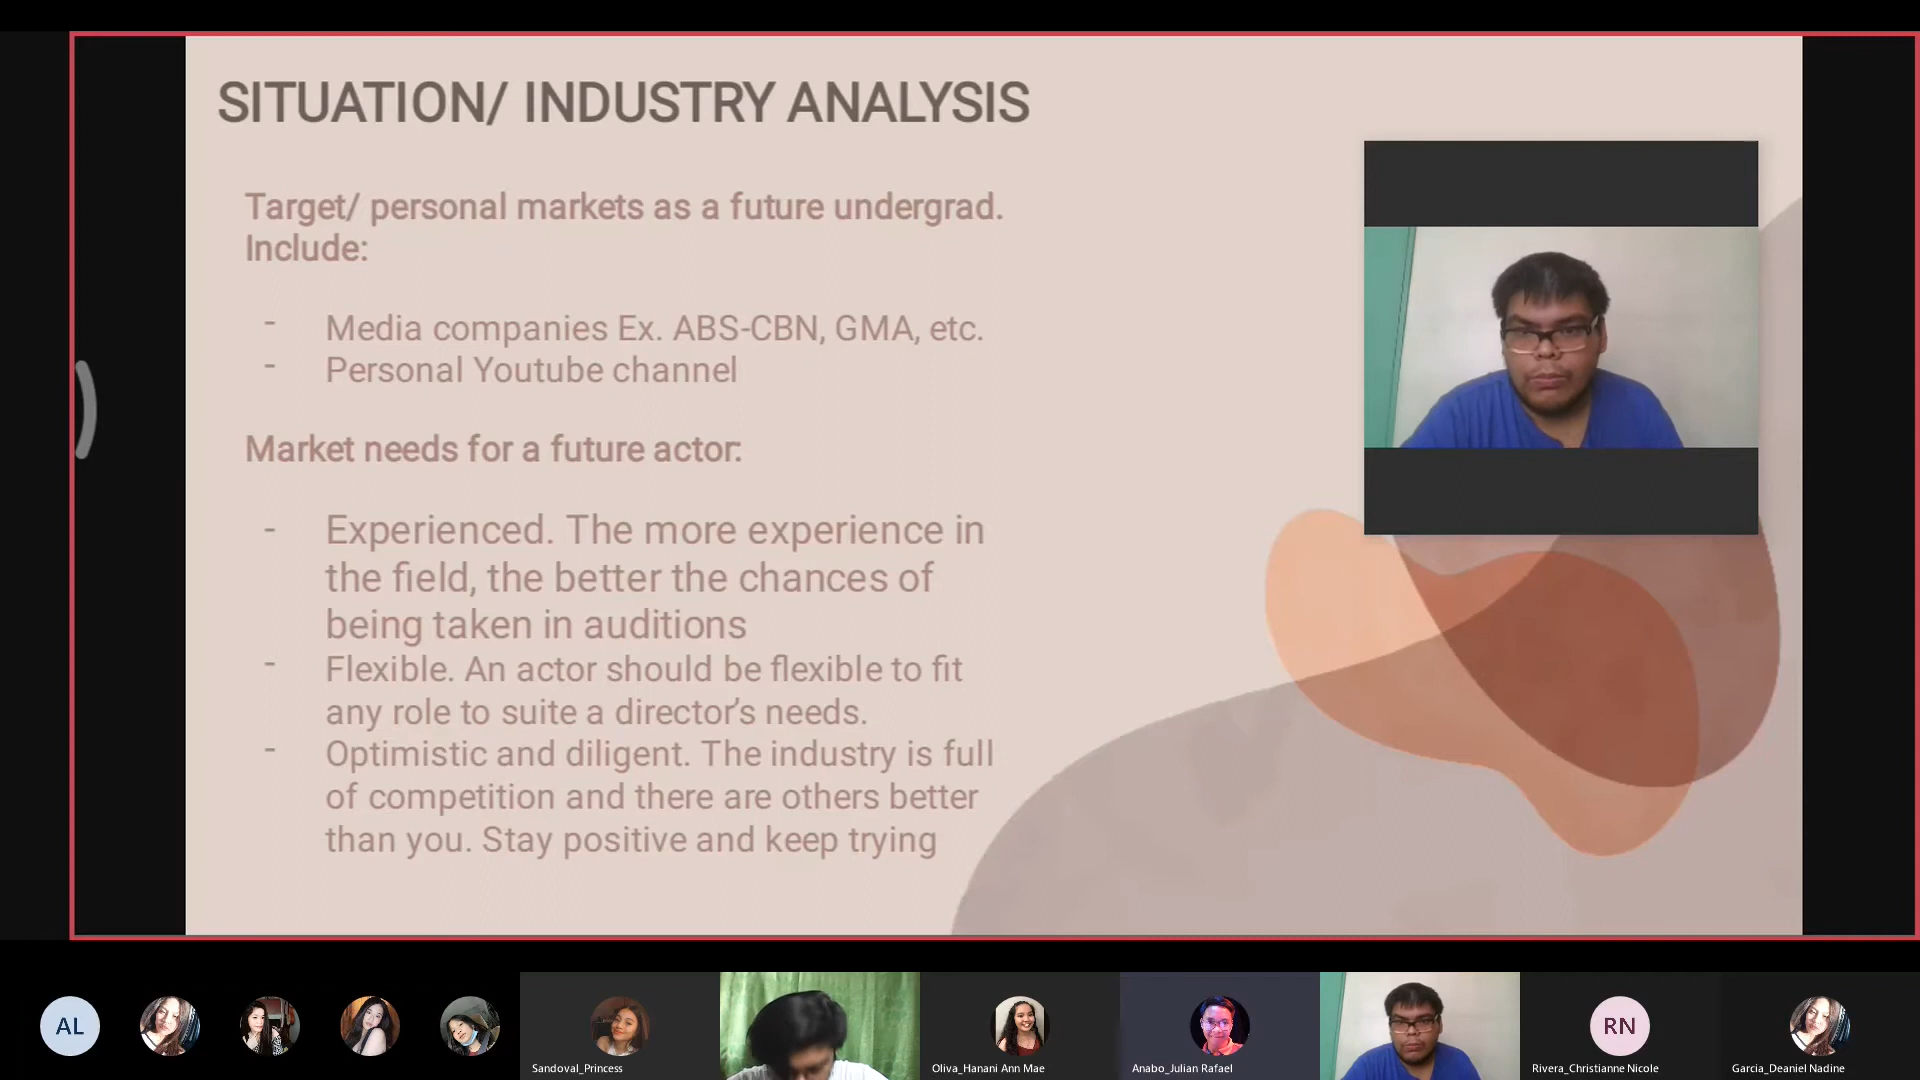 SITUATION/ INDUSTRY ANALYSIS
Target/ personal markets as a future undergrad.
Include:
- Media companies Ex. ABS-CBN, GMA, etc.
- Personal Youtube channel
Market needs for a future actor:
- Experienced. The more experience in
the field, the better the chances of
being taken in auditions
- Flexible. An actor should be flexible to fit
any role to suite a director's needs.
- Optimistic and diligent. The industry is full
of competition and there are others better
than you. Stay positive and keep trying
AL
RN
Sandoval_Princess
Oliva_Hanani Ann Mae
Anabo_Julian Rafael
Rivera_Christianne Nicole
Garcia_Deaniel Nadine